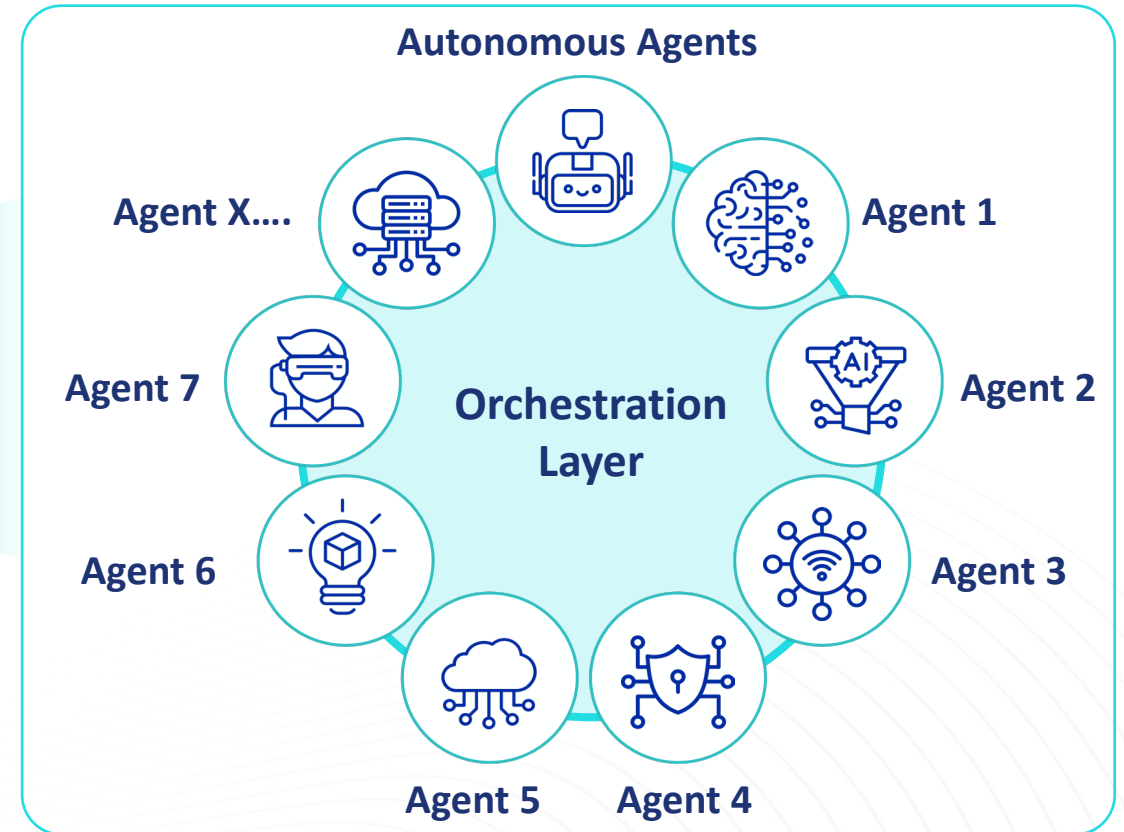 Autonomous Agents
Agent X....
Agent 1
AI
Agent 7
Agent 2
Orchestration
Layer
Agent 6
Agent 3
Agent 5
Agent 4